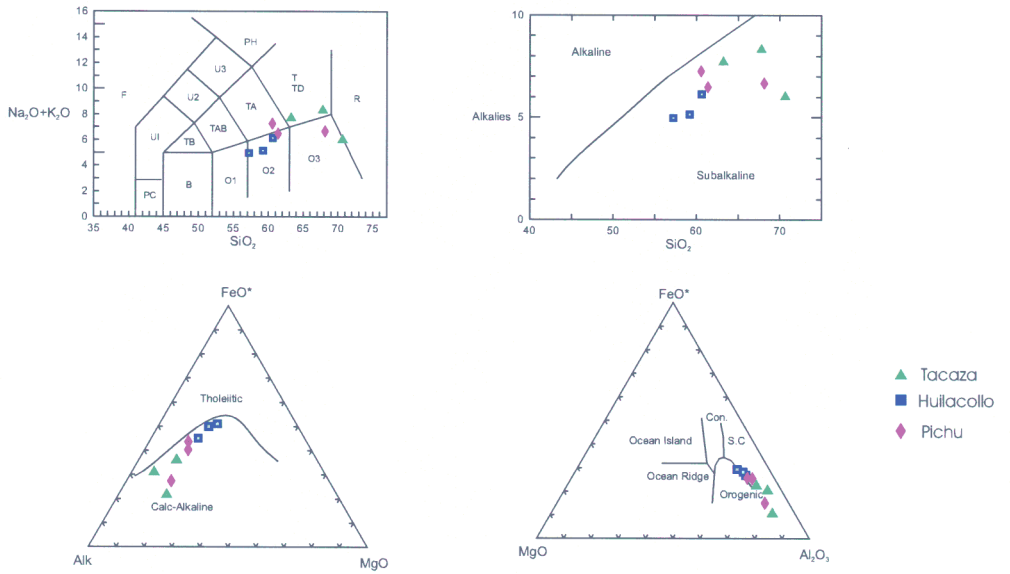 16
14
12
10
8
6
4
2
0
Na₂O+K₂O
F
PH
U3
U2
U1
T
TD
R
TA
TAB
TB
O3
O2
O1
B
PC
35 40 45 50 55 60 65 70 75
SiO₂
10
5
0
Alkalies
Alkaline
Subalkaline
40 50 60 70
SiO₂
FeO*
Tholeiitic
Calc-Alkaline
Alk
MgO
FeO*
Con.
Ocean Island
S.C
Ocean Ridge
Orogenic
MgO
Al₂O₃
Tacaza
Huilacollo
Pichu